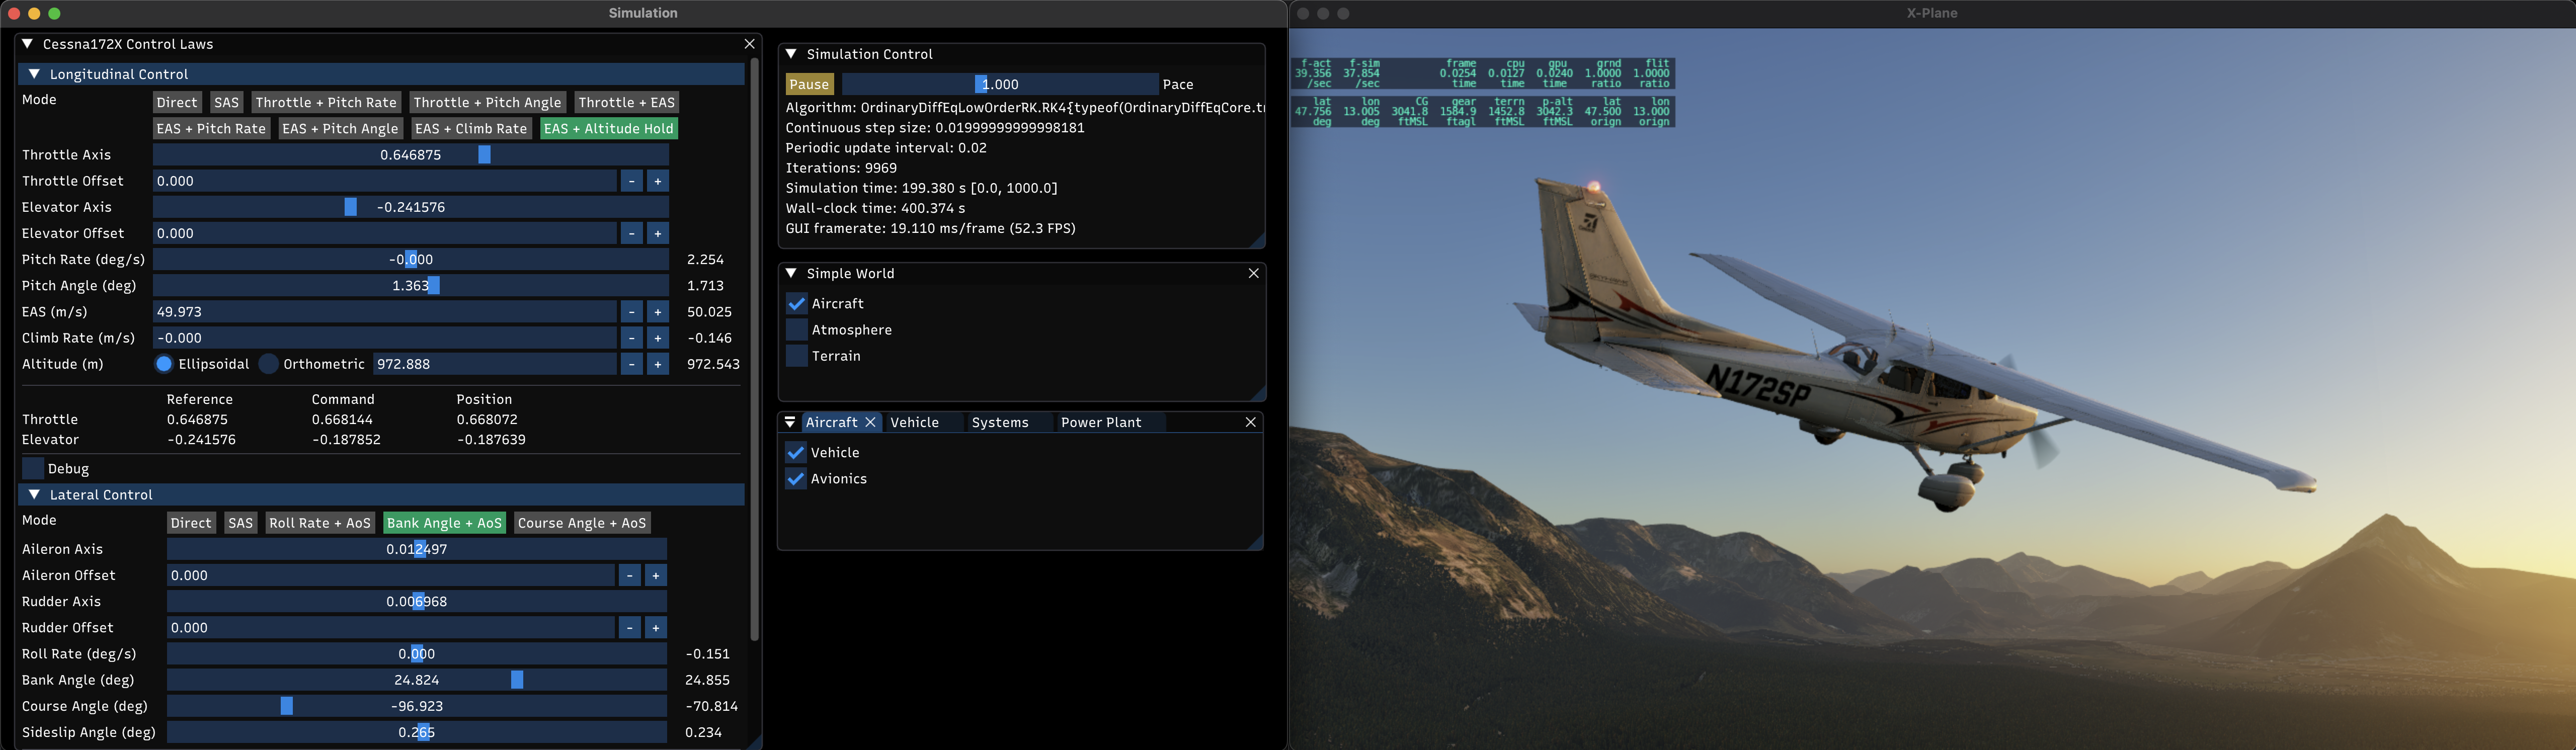 Simulation
Cessna172X Control Laws
Longitudinal Control
Mode Direct SAS Throttle + Pitch Rate Throttle + Pitch Angle Throttle + EAS
EAS + Pitch Rate EAS + Pitch Angle EAS + Climb Rate EAS + Altitude Hold
Throttle Axis 0.646875
Throttle Offset 0.000 - +
Elevator Axis -0.241576
Elevator Offset 0.000 - +
Pitch Rate (deg/s) -0.000 2.254
Pitch Angle (deg) 1.363 1.713
EAS (m/s) 49.973 - + 50.025
Climb Rate (m/s) -0.000 - + -0.146
Altitude (m) Ellipsoidal Orthometric 972.888 - + 972.543
Reference Command Position
Throttle 0.646875 0.668144 0.668072
Elevator -0.241576 -0.187852 -0.187639
Debug
Lateral Control
Mode Direct SAS Roll Rate + AoS Bank Angle + AoS Course Angle + AoS
Aileron Axis 0.012497
Aileron Offset 0.000 - +
Rudder Axis 0.006968
Rudder Offset 0.000 - +
Roll Rate (deg/s) 0.000 -0.151
Bank Angle (deg) 24.824 24.855
Course Angle (deg) -96.923 -70.814
Sideslip Angle (deg) 0.265 0.234
Simulation Control
Pause 1.000 Pace
Algorithm: OrdinaryDiffEqLowOrderRK.RK4{typeof(OrdinaryDiffEqCore.tr
Continuous step size: 0.01999999999998181
Periodic update interval: 0.02
Iterations: 9969
Simulation time: 199.380 s [0.0, 1000.0]
Wall-clock time: 400.374 s
GUI framerate: 19.110 ms/frame (52.3 FPS)
Simple World
Aircraft
Atmosphere
Terrain
Aircraft Vehicle Systems Power Plant
Vehicle
Avionics
X-Plane
f-act f-sim frame cpu gpu grnd flit
39.356 37.854 0.0254 0.0127 0.0240 1.0000 1.0000
/sec /sec time time time ratio ratio
lat lon CG gear terrn p-alt lat lon
47.756 13.005 3041.8 1584.9 1452.8 3042.3 47.500 13.000
deg deg ftMSL ftagl ftMSL ftMSL orign orign
N172SP